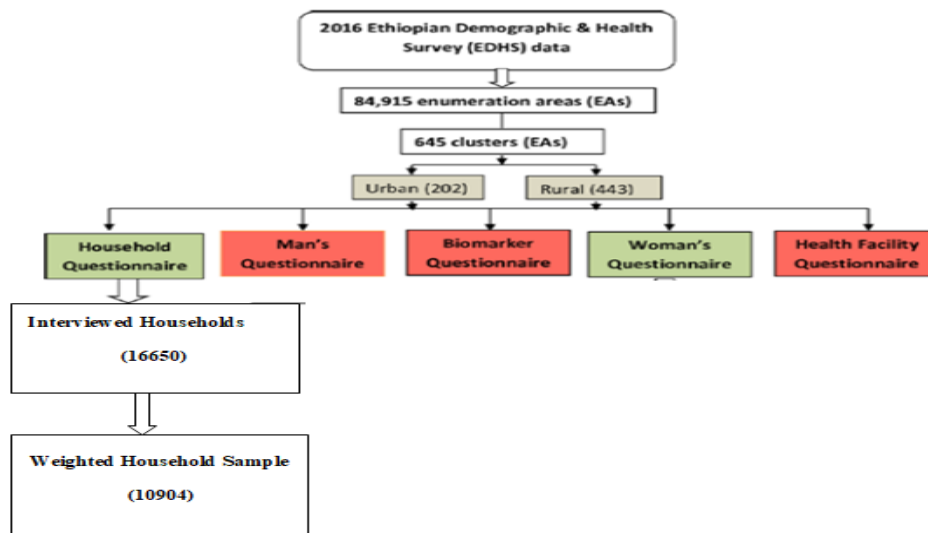 2016 Ethiopian Demographic & Health
Survey (EDHS) data
84,915 enumeration areas (EAs)
645 clusters (EAs)
Urban (202)
Rural (443)
Household
Questionnaire
Man's
Questionnaire
Biomarker
Questionnaire
Woman's
Questionnaire
Health Facility
Questionnaire
Interviewed Households
(16650)
Weighted Household Sample
(10904)